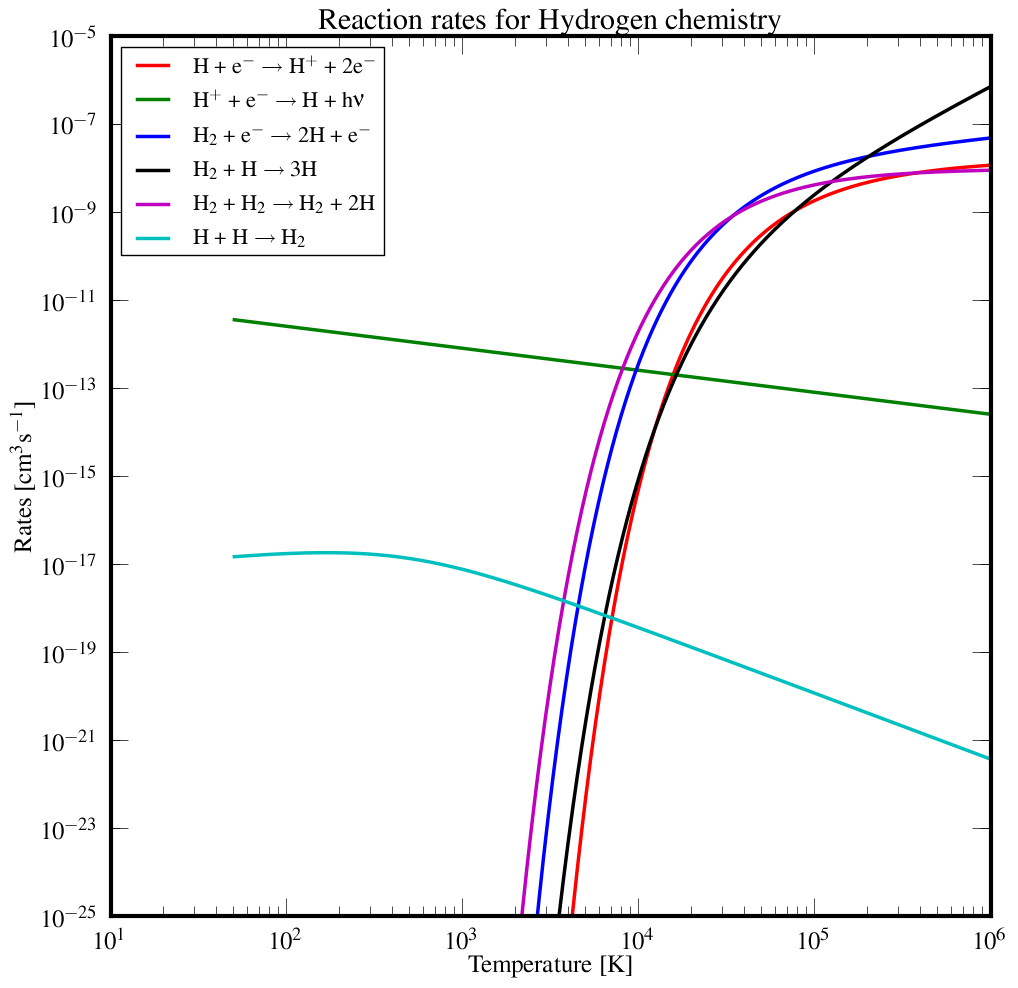 Reaction rates for Hydrogen chemistry
H + e⁻ → H⁺ + 2e⁻
H⁺ + e⁻ → H + hν
H₂ + e⁻ → 2H + e⁻
H₂ + H → 3H
H₂ + H₂ → H₂ + 2H
H + H → H₂
10⁻⁵
10⁻⁷
10⁻⁹
10⁻¹¹
10⁻¹³
10⁻¹⁵
10⁻¹⁷
10⁻¹⁹
10⁻²¹
10⁻²³
10⁻²⁵
Rates [cm³s⁻¹]
10¹ 10² 10³ 10⁴ 10⁵ 10⁶
Temperature [K]